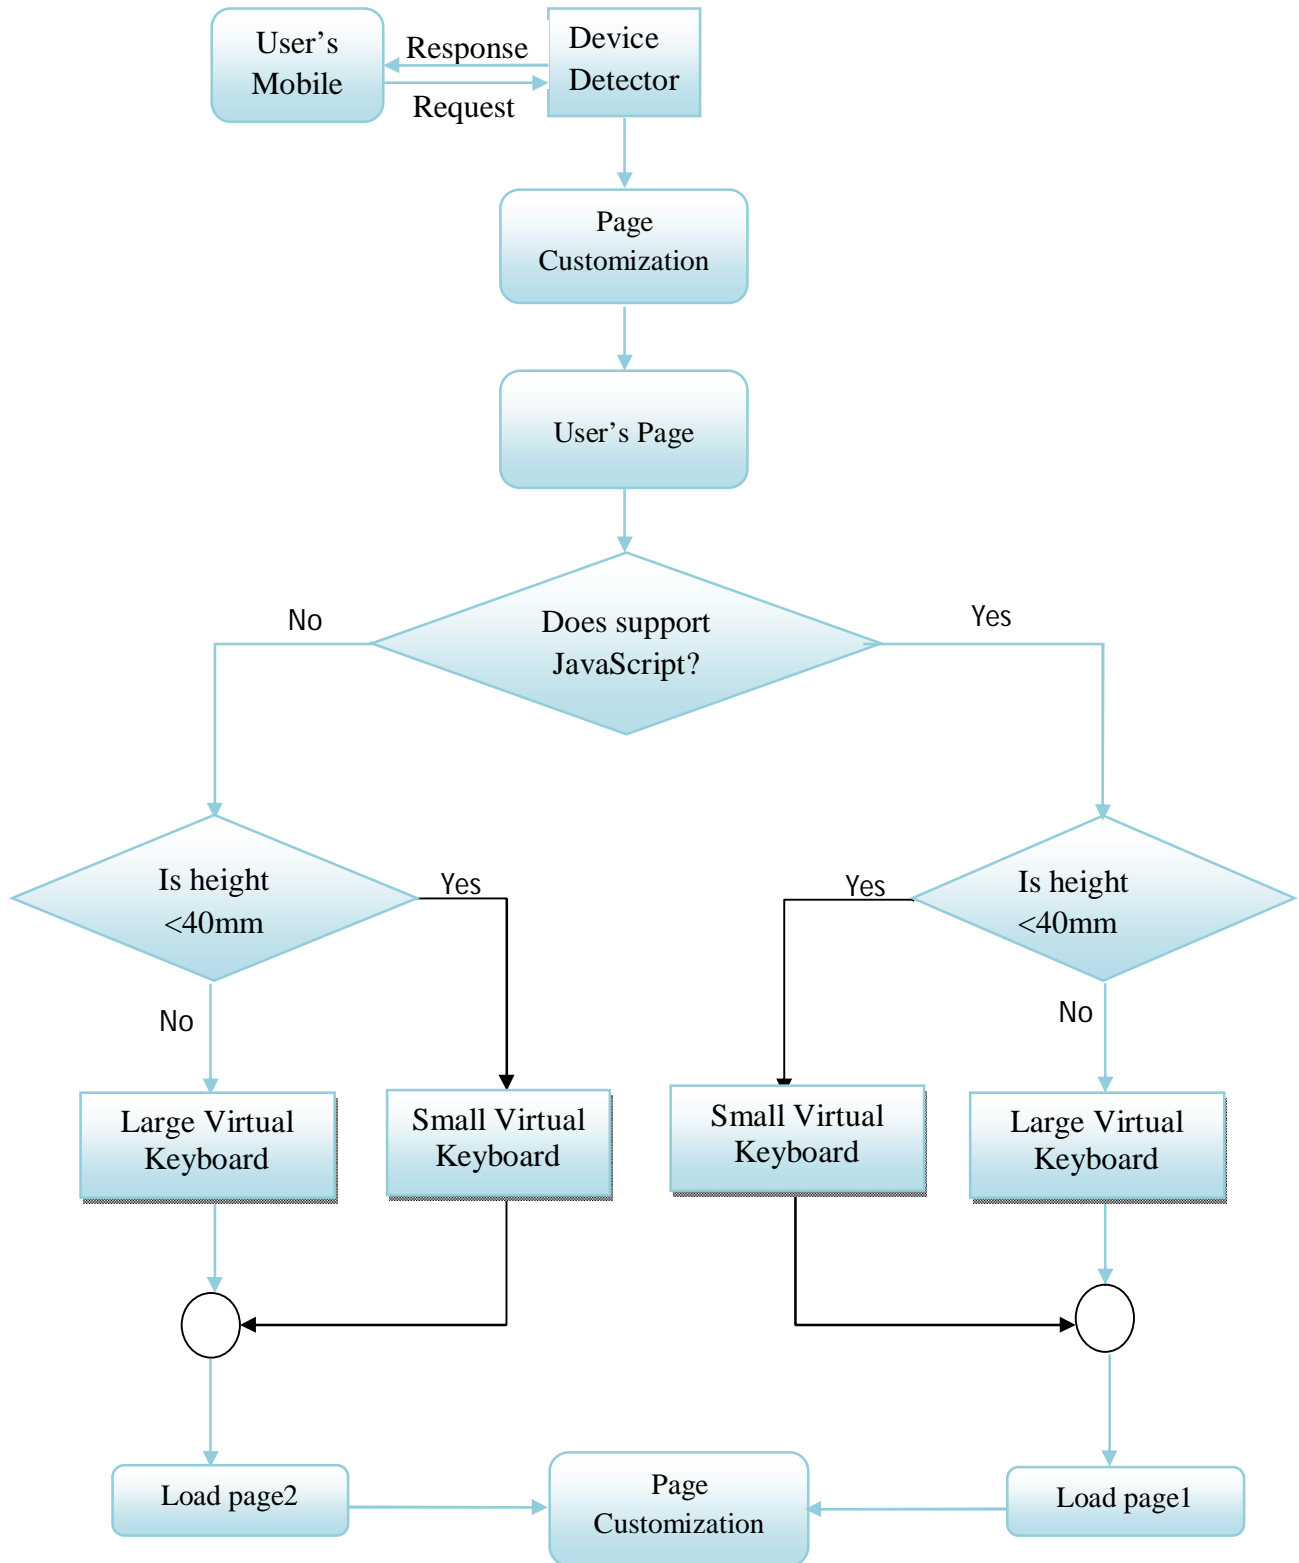 User’s
Mobile
Response
Request
Device
Detector
Page
Customization
User’s Page
Does support
JavaScript?
No
Yes
Is height
<40mm
Yes
No
Yes
Is height
<40mm
No
Large Virtual
Keyboard
Small Virtual
Keyboard
Small Virtual
Keyboard
Large Virtual
Keyboard
Load page2
Page
Customization
Load page1